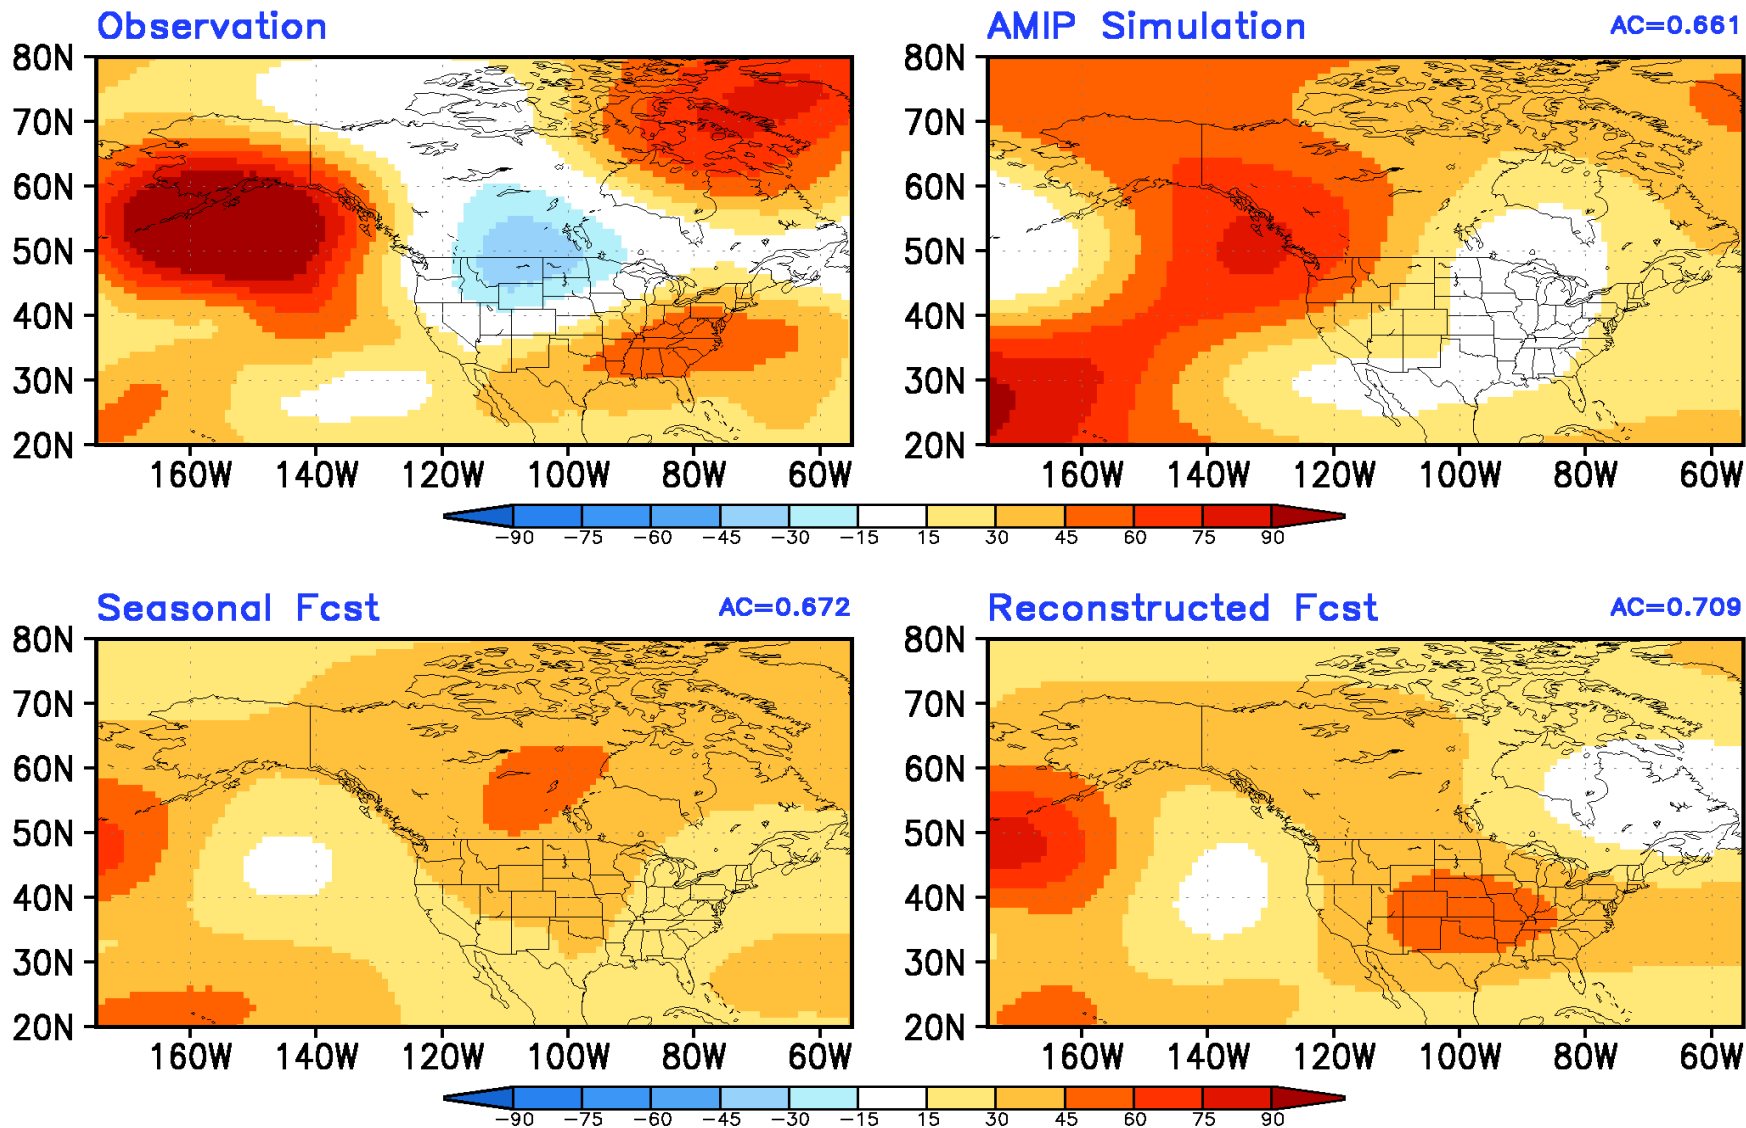 Observation
AMIP Simulation AC=0.661
80N
70N
60N
50N
40N
30N
20N
160W 140W 120W 100W 80W 60W
80N
70N
60N
50N
40N
30N
20N
160W 140W 120W 100W 80W 60W
-90 -75 -60 -45 -30 -15 15 30 45 60 75 90
Seasonal Fcst AC=0.672
Reconstructed Fcst AC=0.709
80N
70N
60N
50N
40N
30N
20N
160W 140W 120W 100W 80W 60W
80N
70N
60N
50N
40N
30N
20N
160W 140W 120W 100W 80W 60W
-90 -75 -60 -45 -30 -15 15 30 45 60 75 90